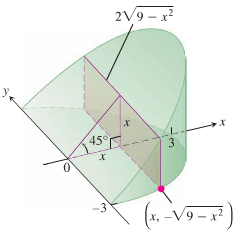 2√9 − x²
y
x
x
45°
3
x
0
−3
(x, −√9 − x²)